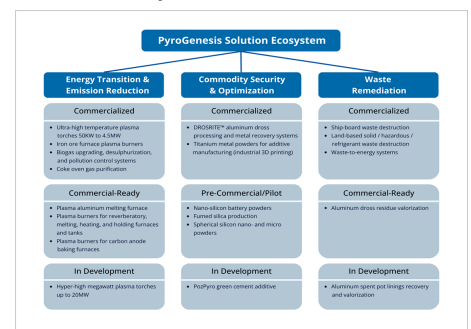 PyroGenesis Solution Ecosystem
Energy Transition &
Emission Reduction
Commercialized
• Ultra-high temperature plasma
torches 50KW to 4.5MW
• Iron ore furnace plasma burners
• Biogas upgrading, desulphurization,
and pollution control systems
• Coke oven gas purification
Commercial-Ready
• Plasma aluminum melting furnace
• Plasma burners for reverberatory,
melting, heating, and holding furnaces
and tanks
• Plasma burners for carbon anode
baking furnaces
In Development
• Hyper-high megawatt plasma torches
up to 20MW
Commodity Security
& Optimization
Commercialized
• DROSRITE™ aluminum dross
processing and metal recovery systems
• Titanium metal powders for additive
manufacturing (industrial 3D printing)
Pre-Commercial/Pilot
• Nano-silicon battery powders
• Fumed silica production
• Spherical silicon nano- and micro
powders
In Development
• PozPyro green cement additive
Waste
Remediation
Commercialized
• Ship-board waste destruction
• Land-based solid / hazardous /
refrigerant waste destruction
• Waste-to-energy systems
Commercial-Ready
• Aluminum dross residue valorization
In Development
• Aluminum spent pot linings recovery
and valorization